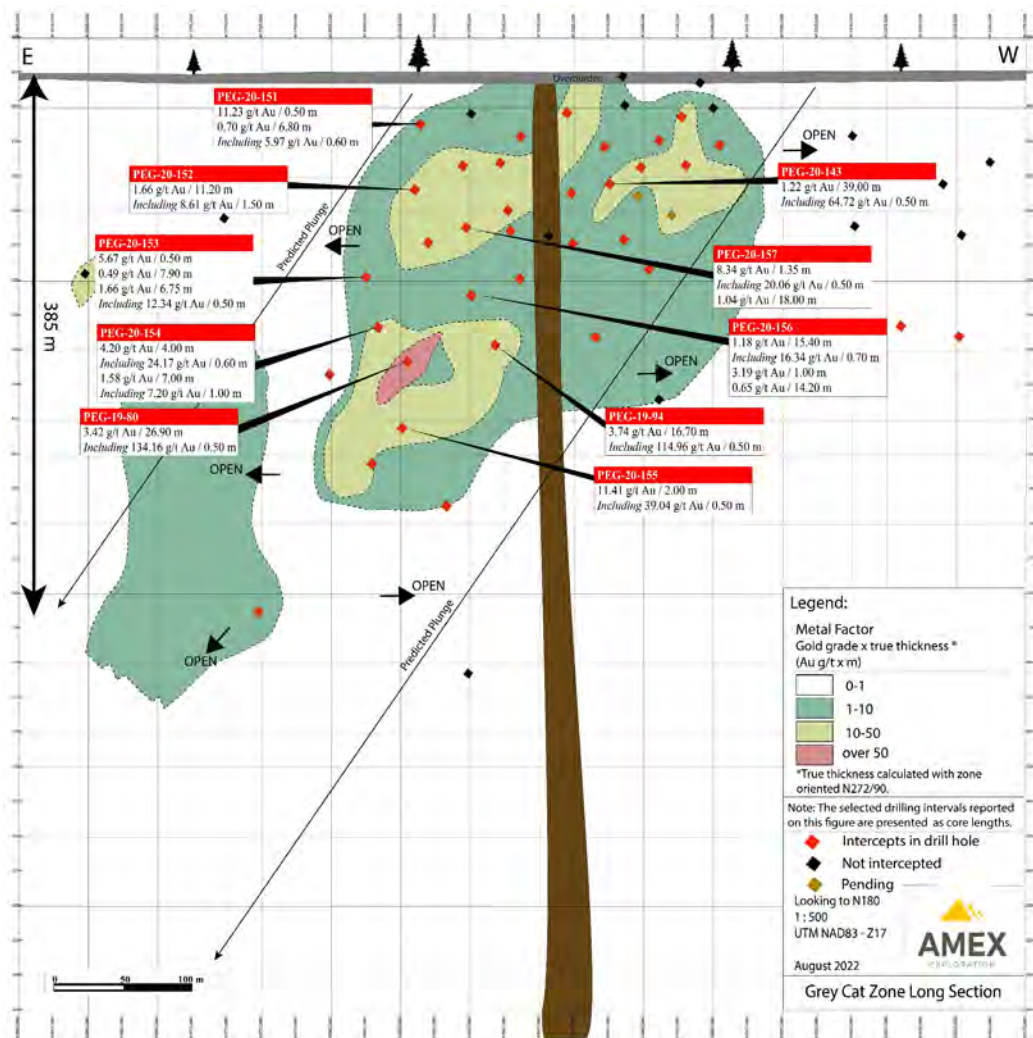 E
W
Overburden
PEG-20-151
11.23 g/t Au / 0.50 m
0.70 g/t Au / 6.80 m
Including 5.97 g/t Au / 0.60 m
OPEN
PEG-20-152
1.66 g/t Au / 11.20 m
Including 8.61 g/t Au / 1.50 m
PEG-20-143
1.22 g/t Au / 39.00 m
Including 64.72 g/t Au / 0.50 m
Predicted Plunge
OPEN
PEG-20-153
5.67 g/t Au / 0.50 m
0.49 g/t Au / 7.90 m
1.66 g/t Au / 6.75 m
Including 12.34 g/t Au / 0.50 m
PEG-20-157
8.34 g/t Au / 1.35 m
Including 20.06 g/t Au / 0.50 m
1.04 g/t Au / 18.00 m
385 m
PEG-20-154
4.20 g/t Au / 4.00 m
Including 24.17 g/t Au / 0.60 m
1.58 g/t Au / 7.00 m
Including 7.20 g/t Au / 1.00 m
PEG-20-156
1.18 g/t Au / 15.40 m
Including 16.34 g/t Au / 0.70 m
3.19 g/t Au / 1.00 m
0.65 g/t Au / 14.20 m
OPEN
PEG-19-80
3.42 g/t Au / 26.90 m
Including 134.16 g/t Au / 0.50 m
PEG-19-94
3.74 g/t Au / 16.70 m
Including 114.96 g/t Au / 0.50 m
OPEN
PEG-20-155
11.41 g/t Au / 2.00 m
Including 39.04 g/t Au / 0.50 m
OPEN
Predicted Plunge
OPEN
Legend:
Metal Factor
Gold grade x true thickness *
(Au g/t x m)
0-1
1-10
10-50
over 50
*True thickness calculated with zone
oriented N272/90.
Note: The selected drilling intervals reported
on this figure are presented as core lengths.
Intercepts in drill hole
Not intercepted
Pending
Looking to N180
1 : 500
UTM NAD83 - Z17
AMEX
EXPLORATION
August 2022
Grey Cat Zone Long Section
0 50 100 m